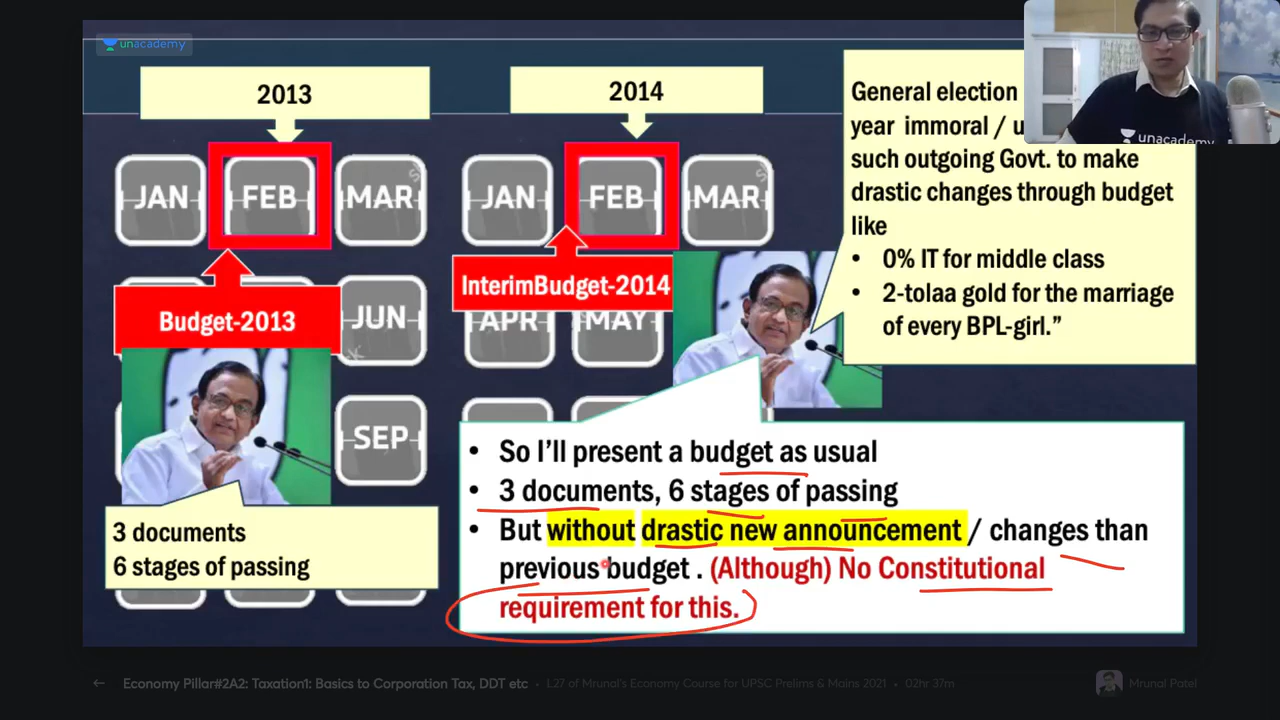 unacademy
2013
2014
JAN
FEB
MAR
JAN
FEB
MAR
Budget-2013
JUN
InterimBudget-2014
APR
MAY
SEP
3 documents
6 stages of passing
General election
year immoral /
such outgoing Govt. to make
drastic changes through budget
like
• 0% IT for middle class
• 2-tolaa gold for the marriage
of every BPL-girl.”
unacademy
• So I’ll present a budget as usual
• 3 documents, 6 stages of passing
• But without drastic new announcement / changes than
previous budget . (Although) No Constitutional
requirement for this.
Economy Pillar#2A2: Taxation1: Basics to Corporation Tax, DDT etc • L27 of Mrunal's Economy Course for UPSC Prelims & Mains 2021 • 02hr 37m
Mrunal Patel